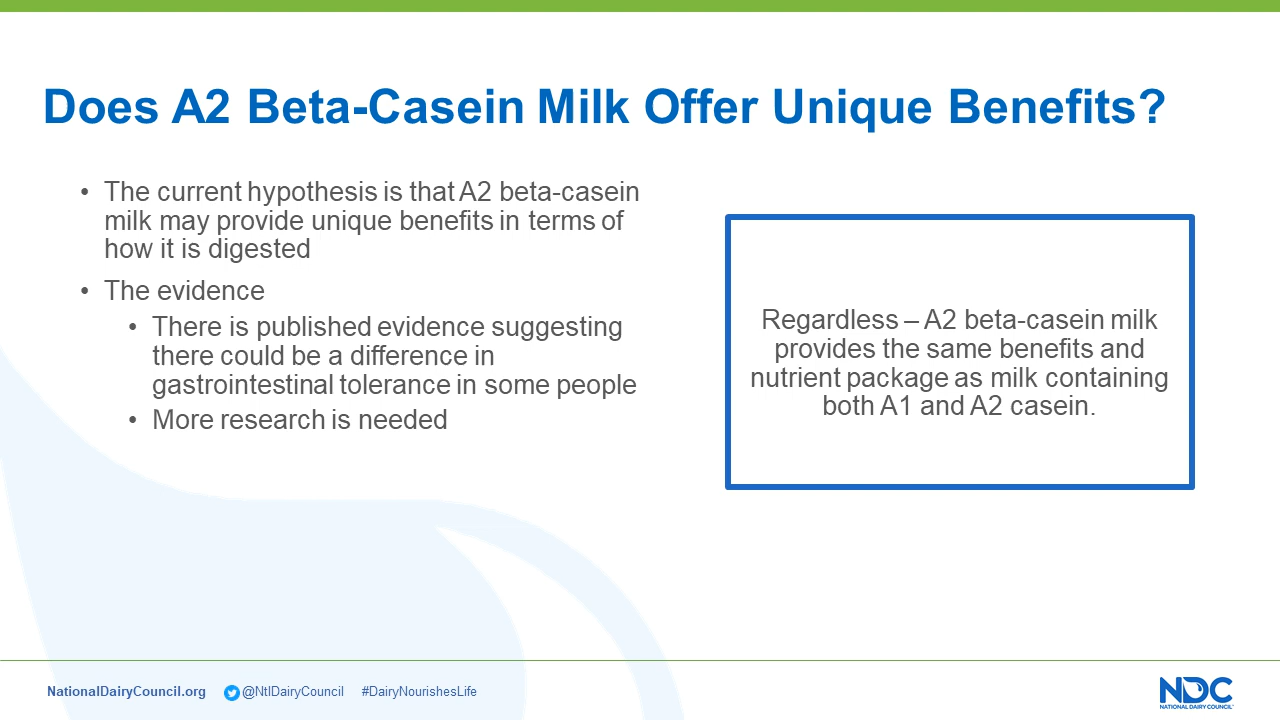 Does A2 Beta-Casein Milk Offer Unique Benefits?
• The current hypothesis is that A2 beta-casein
milk may provide unique benefits in terms of
how it is digested
• The evidence
• There is published evidence suggesting
there could be a difference in
gastrointestinal tolerance in some people
• More research is needed
Regardless – A2 beta-casein milk
provides the same benefits and
nutrient package as milk containing
both A1 and A2 casein.
NationalDairyCouncil.org @NtlDairyCouncil #DairyNourishesLife
NDC
NATIONAL DAIRY COUNCIL